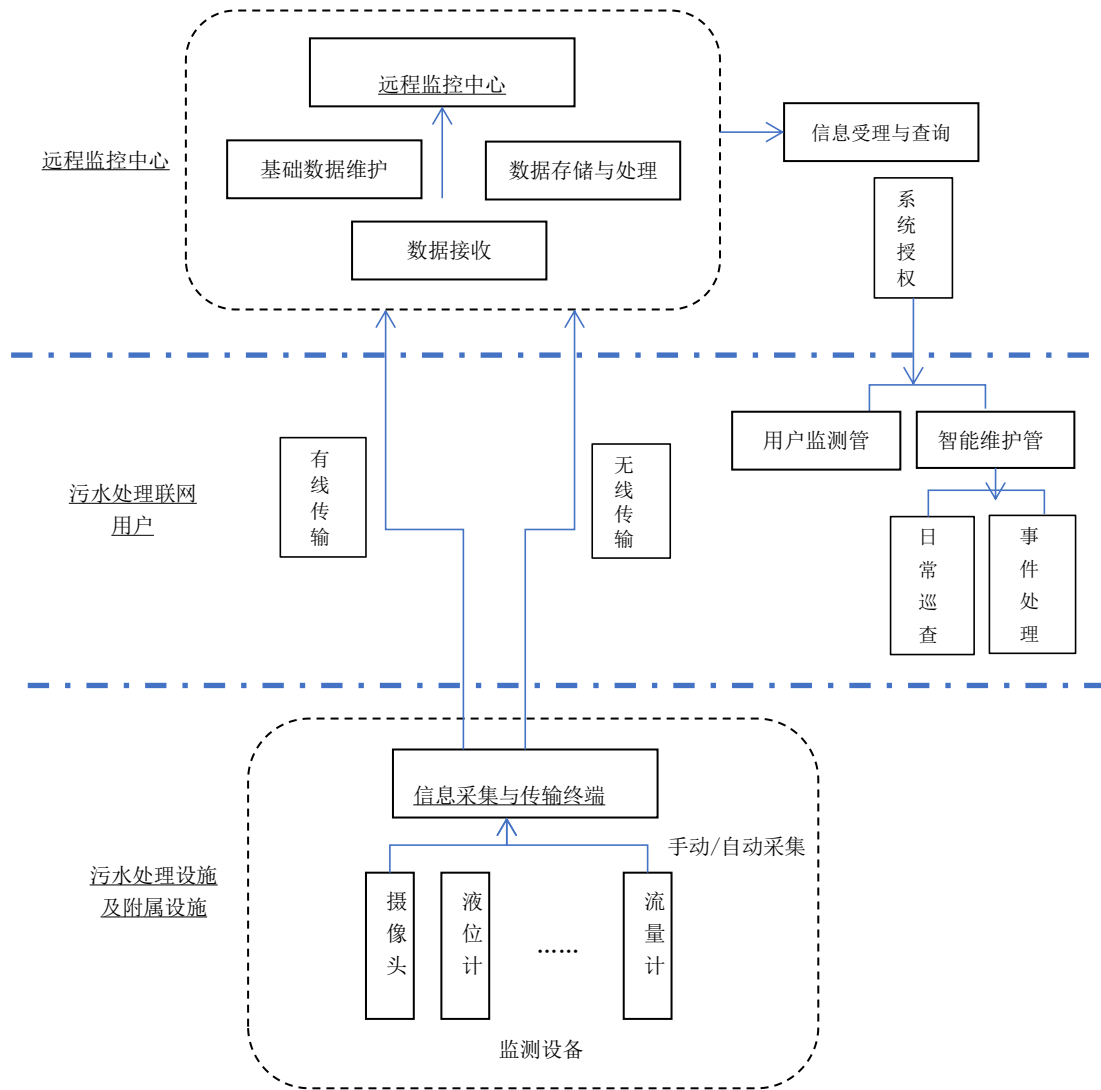 远程监控中心
远程监控中心
基础数据维护
数据存储与处理
数据接收
信息受理与查询
系统授权
污水处理联网
用户
有线传输
无线传输
用户监测管
智能维护管
日常巡查
事件处理
污水处理设施
及附属设施
信息采集与传输终端
手动/自动采集
摄像头
液位计
……
流量计
监测设备